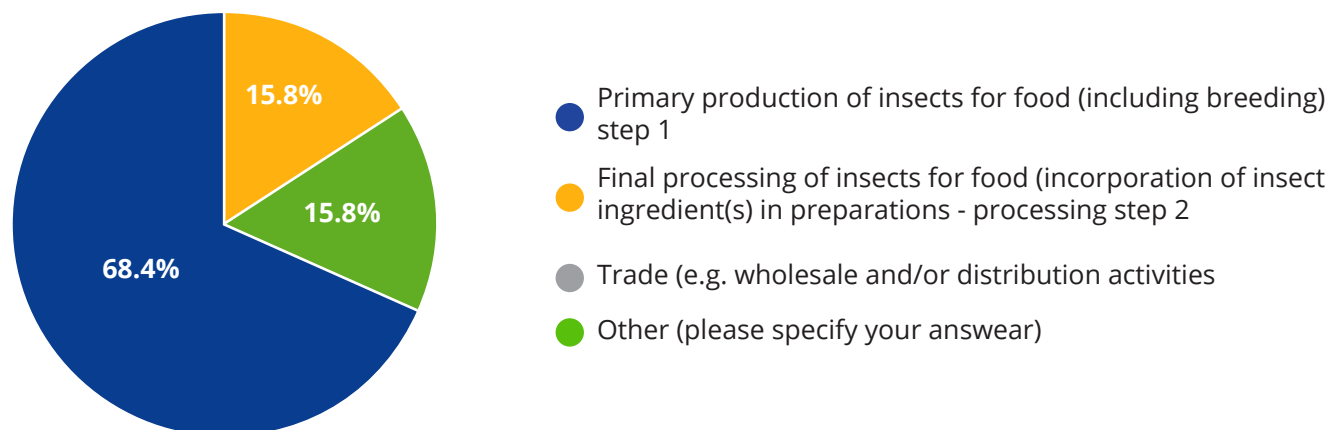 15.8%
15.8%
68.4%
Primary production of insects for food (including breeding)
step 1
Final processing of insects for food (incorporation of insect
ingredient(s) in preparations - processing step 2
Trade (e.g. wholesale and/or distribution activities
Other (please specify your answear)